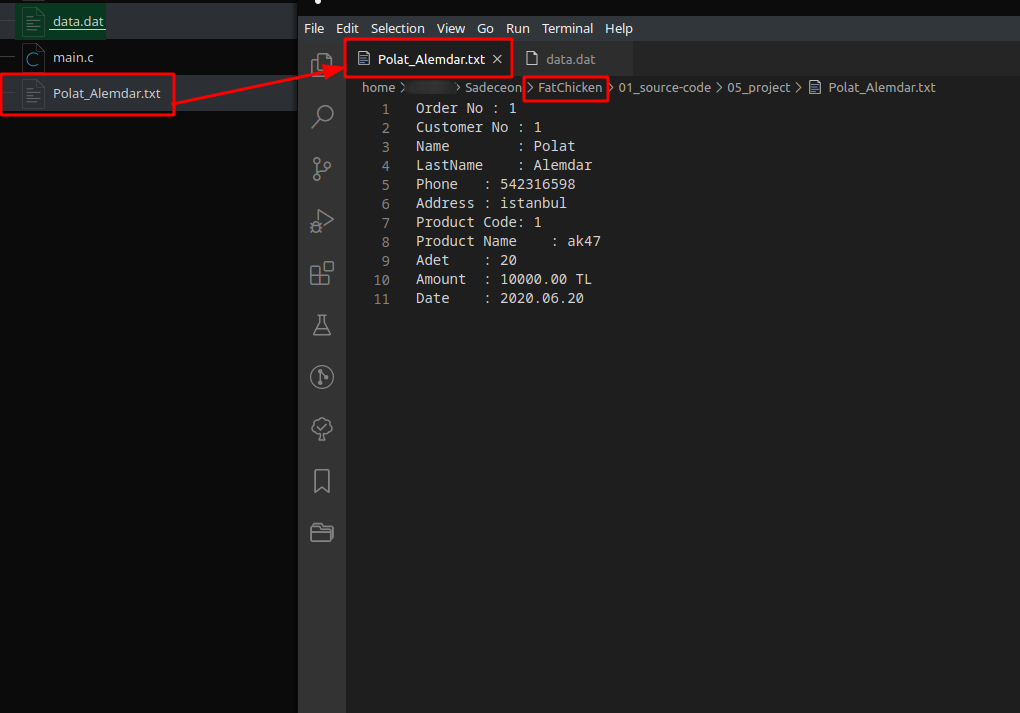 data.dat
main.c
Polat_Alemdar.txt
File Edit Selection View Go Run Terminal Help
Polat_Alemdar.txt × data.dat
home > > Sadeceon > FatChicken > 01_source-code > 05_project > Polat_Alemdar.txt
1 Order No : 1
2 Customer No : 1
3 Name : Polat
4 LastName : Alemdar
5 Phone : 542316598
6 Address : istanbul
7 Product Code: 1
8 Product Name : ak47
9 Adet : 20
10 Amount : 10000.00 TL
11 Date : 2020.06.20